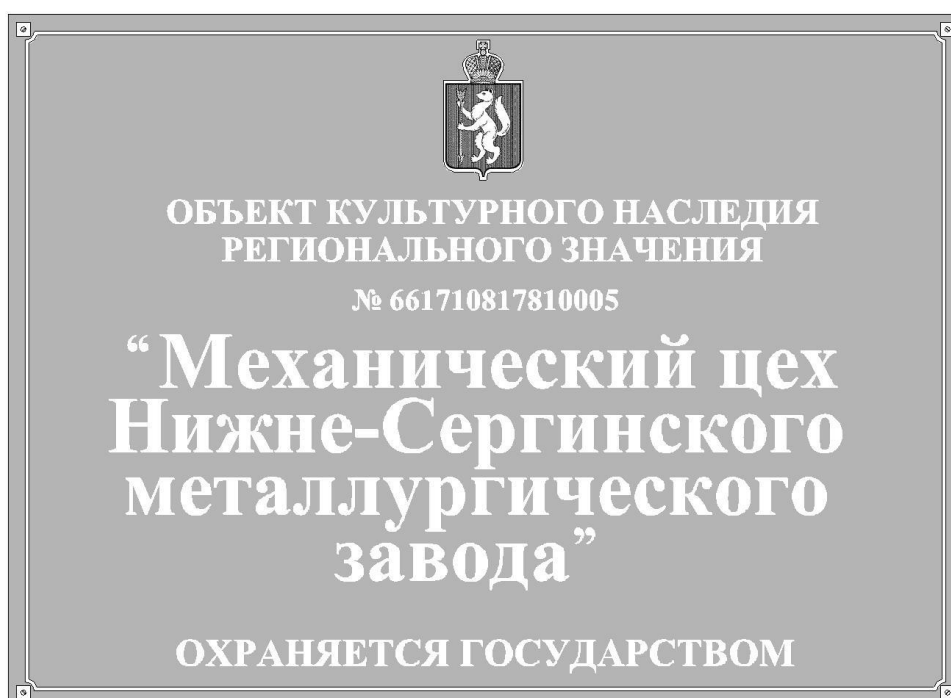 ОБЪЕКТ КУЛЬТУРНОГО НАСЛЕДИЯ
РЕГИОНАЛЬНОГО ЗНАЧЕНИЯ
№ 661710817810005
“Механический цех
Нижне-Сергинского
металлургического
завода”
ОХРАНЯЕТСЯ ГОСУДАРСТВОМ